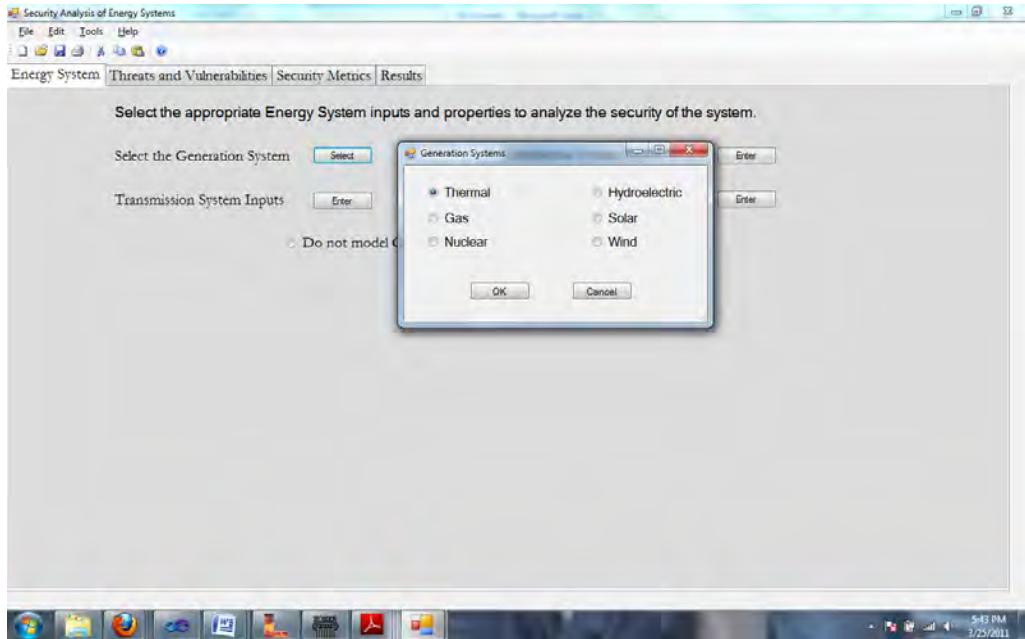 Security Analysis of Energy Systems
File Edit Tools Help
Energy System Threats and Vulnerabilities Security Metrics Results
Select the appropriate Energy System inputs and properties to analyze the security of the system.
Select the Generation System Select
Enter
Transmission System Inputs Enter
Enter
Do not model
Generation Systems
Thermal Hydroelectric
Gas Solar
Nuclear Wind
OK Cancel
5:43 PM
3/25/2011